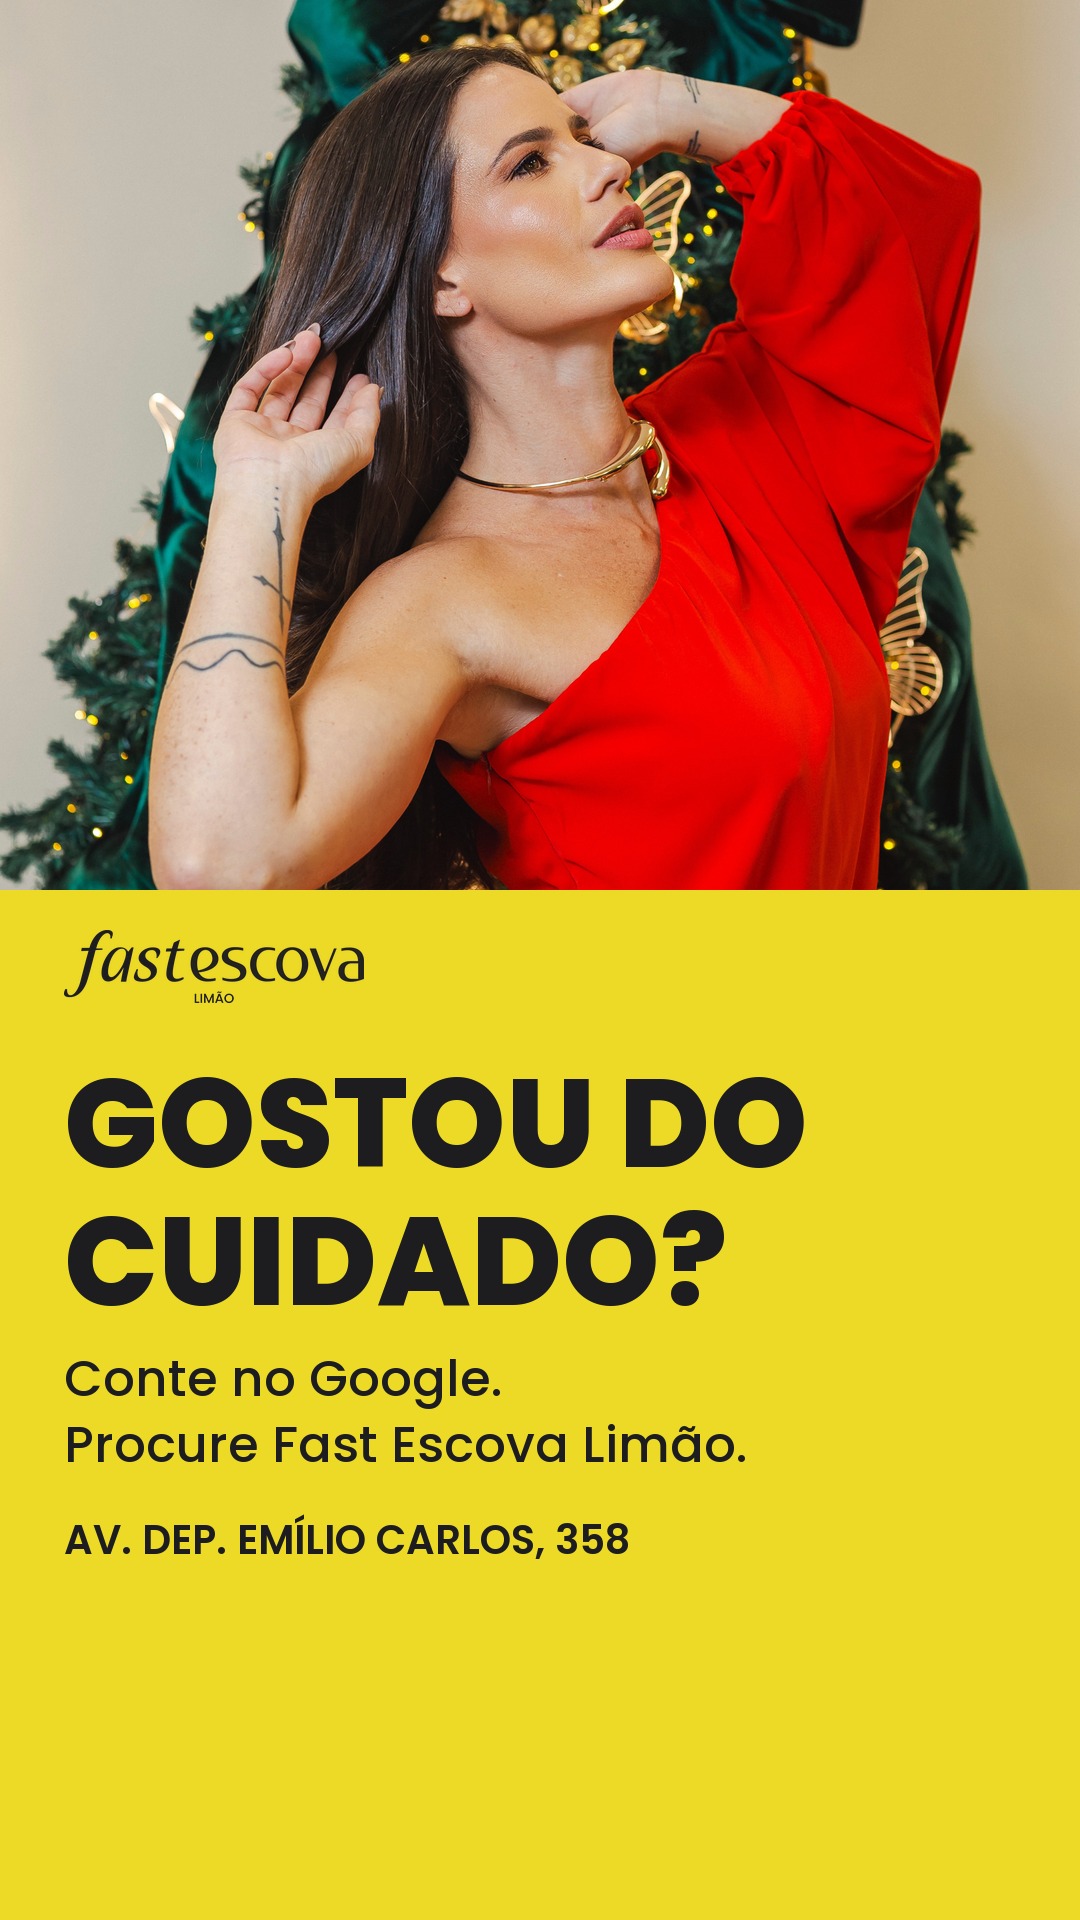 fastescova
LIMÃO
GOSTOU DO
CUIDADO?
Conte no Google.
Procure Fast Escova Limão.
AV. DEP. EMÍLIO CARLOS, 358